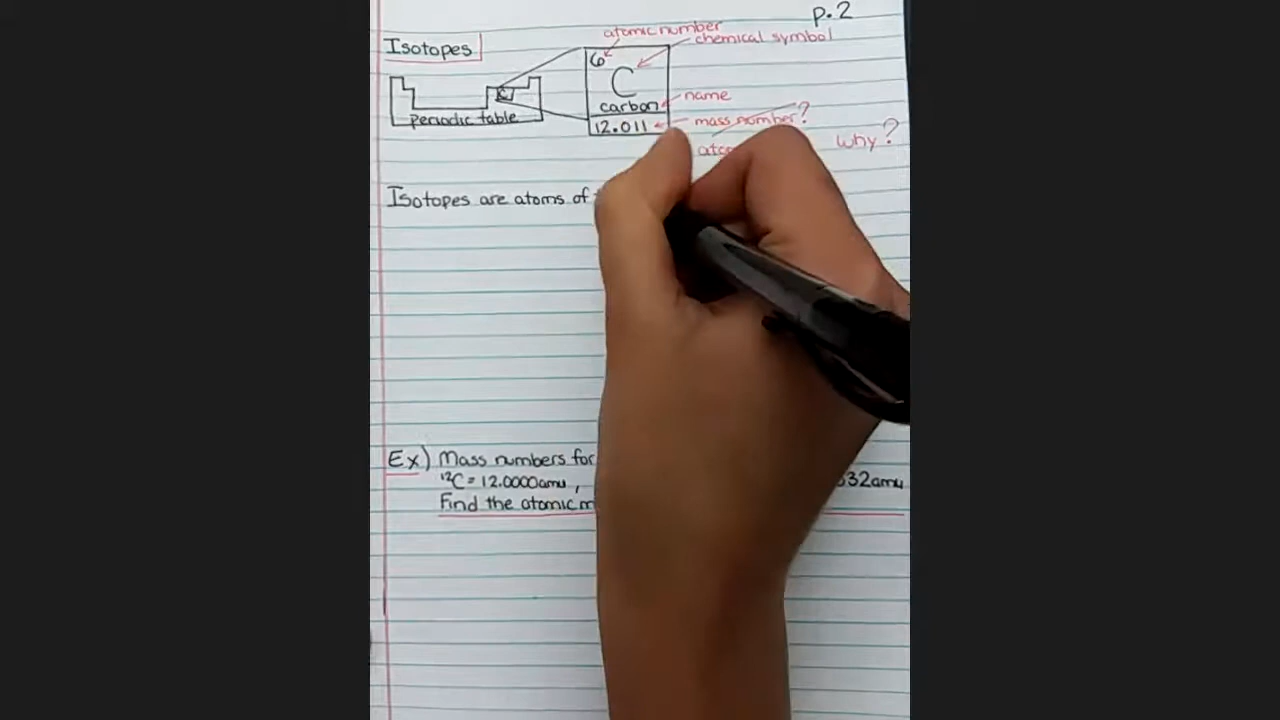 p.2
Isotopes
atomic number
chemical symbol
6
C
carbon
name
12.011
mass number?
why?
C
periodic table
Isotopes are atoms of
Ex) Mass numbers for
¹²C = 12.0000amu,
332amu
Find the atomic